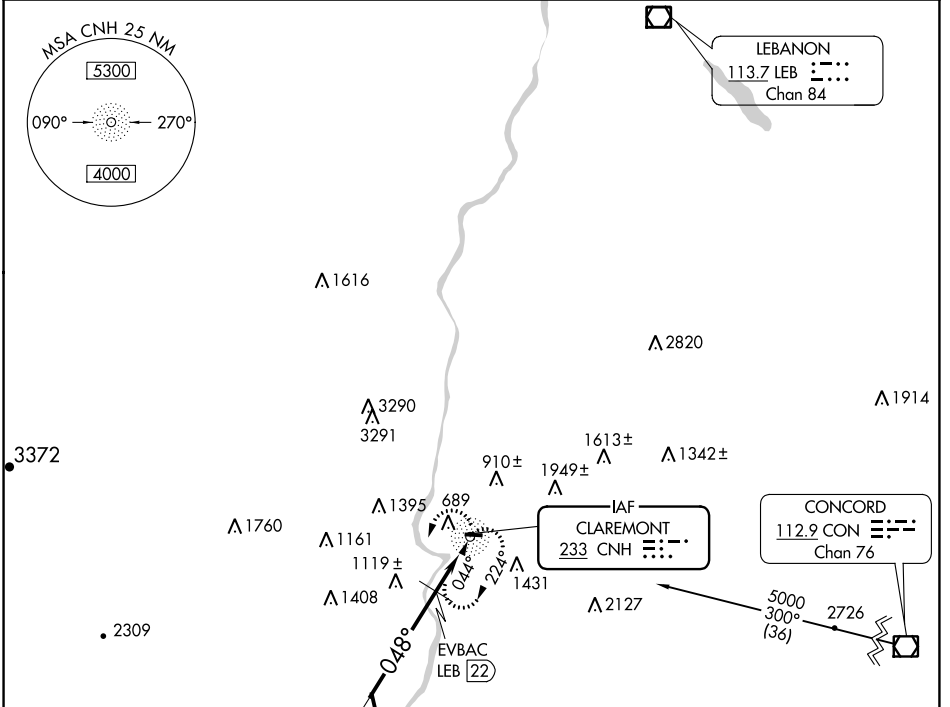 MSA CNH 25 NM
5300
090°
270°
4000
LEBANON
113.7 LEB
Chan 84
1616
2820
3290
3291
1914
3372
1613±
1342±
910±
1949±
1395
689
1760
1161
IAF
CLAREMONT
233 CNH
CONCORD
112.9 CON
Chan 76
1119±
044°
224°
1431
1408
2127
5000
300°
(36)
2726
2309
048°
EVBAC
LEB 22